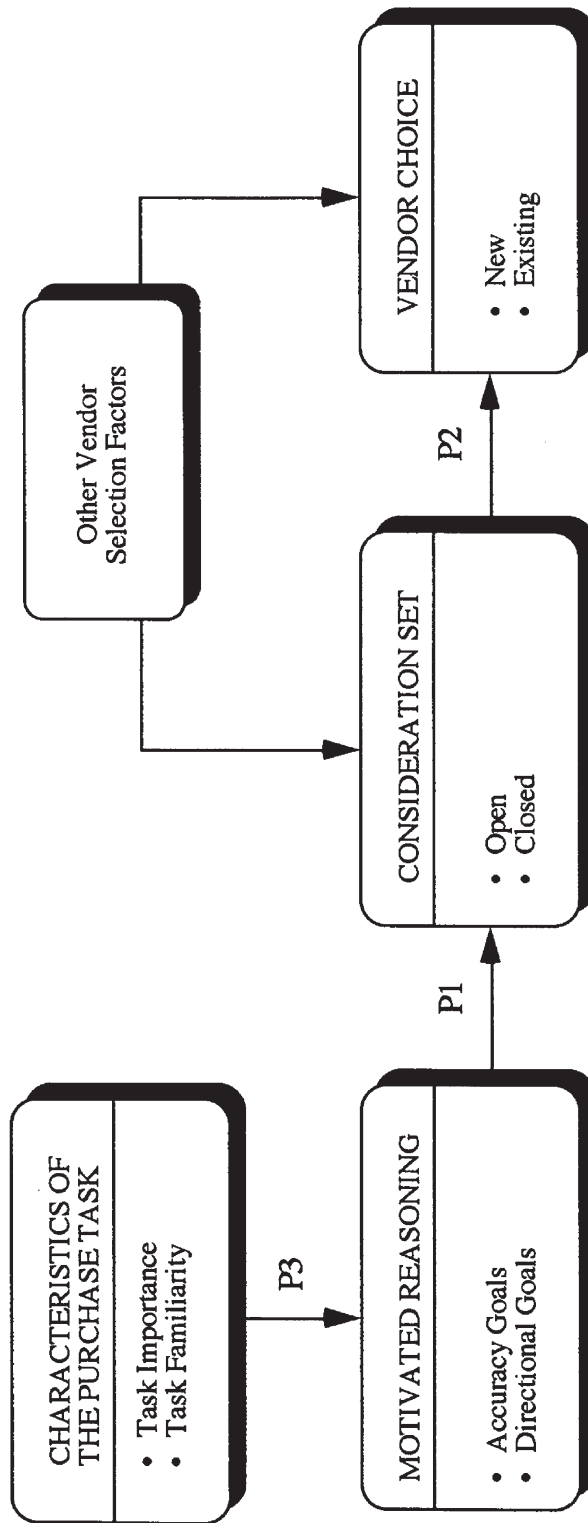 CHARACTERISTICS OF
THE PURCHASE TASK
• Task Importance
• Task Familiarity
Other Vendor
Selection Factors
P3
MOTIVATED REASONING
• Accuracy Goals
• Directional Goals
P1
CONSIDERATION SET
• Open
• Closed
P2
VENDOR CHOICE
• New
• Existing